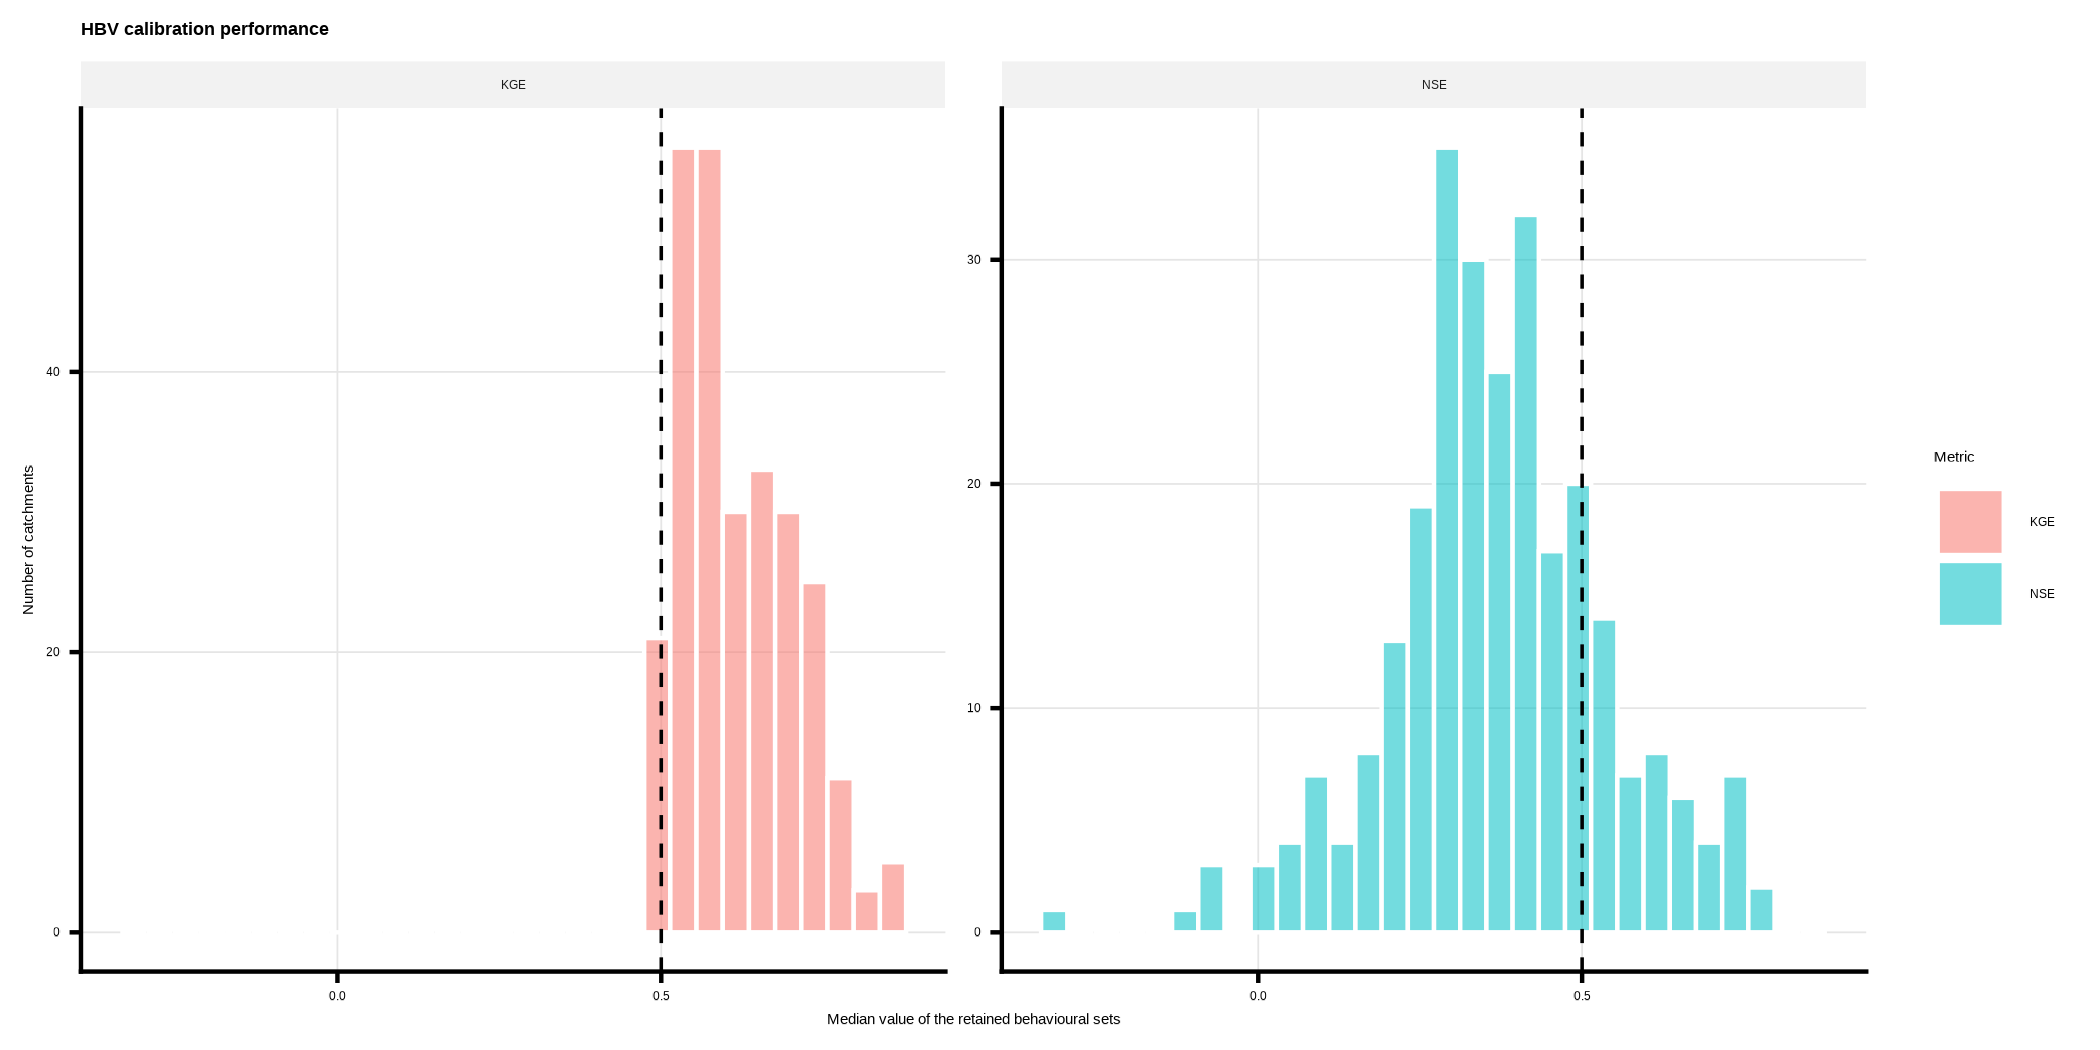 HBV calibration performance
KGE
NSE
Number of catchments
40
20
0
30
20
10
0
0.0
0.5
0.0
0.5
Median value of the retained behavioural sets
Metric
KGE
NSE